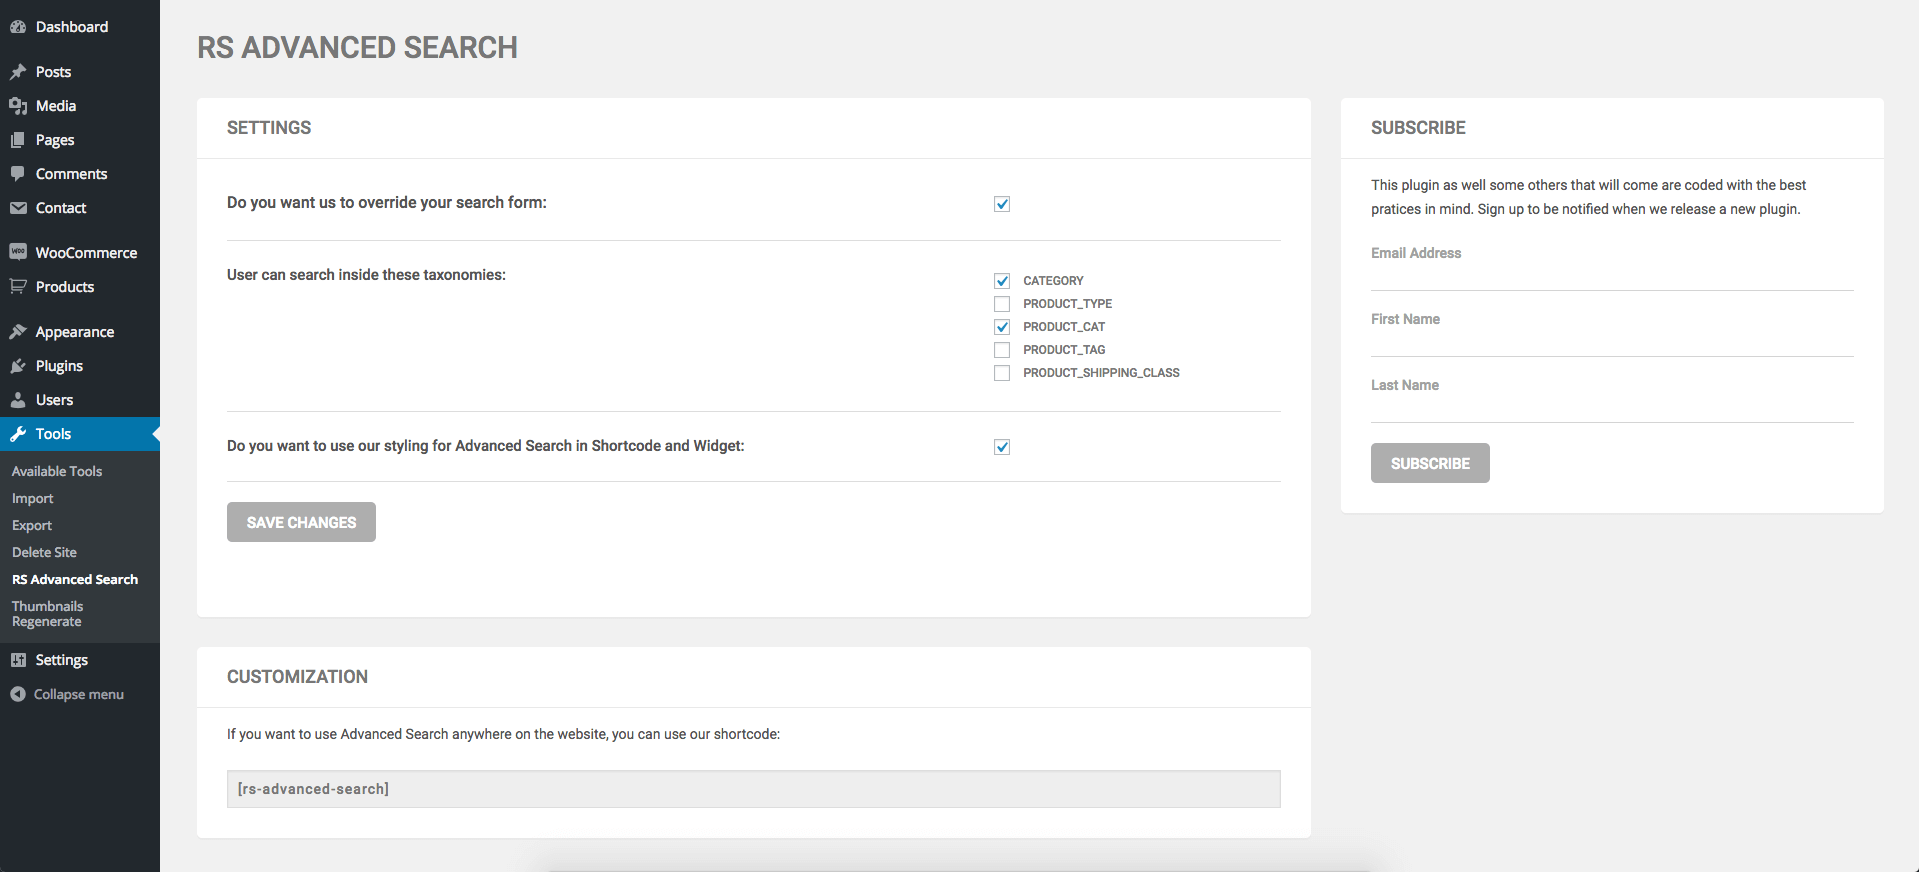 Dashboard
Posts
Media
Pages
Comments
Contact
WooCommerce
Products
Appearance
Plugins
Users
Tools
Available Tools
Import
Export
Delete Site
RS Advanced Search
Thumbnails
Regenerate
Settings
Collapse menu
RS ADVANCED SEARCH
SETTINGS
Do you want us to override your search form:
User can search inside these taxonomies:
CATEGORY
PRODUCT_TYPE
PRODUCT_CAT
PRODUCT_TAG
PRODUCT_SHIPPING_CLASS
Do you want to use our styling for Advanced Search in Shortcode and Widget:
SAVE CHANGES
CUSTOMIZATION
If you want to use Advanced Search anywhere on the website, you can use our shortcode:
[rs-advanced-search]
SUBSCRIBE
This plugin as well some others that will come are coded with the best
pratices in mind. Sign up to be notified when we release a new plugin.
Email Address
First Name
Last Name
SUBSCRIBE